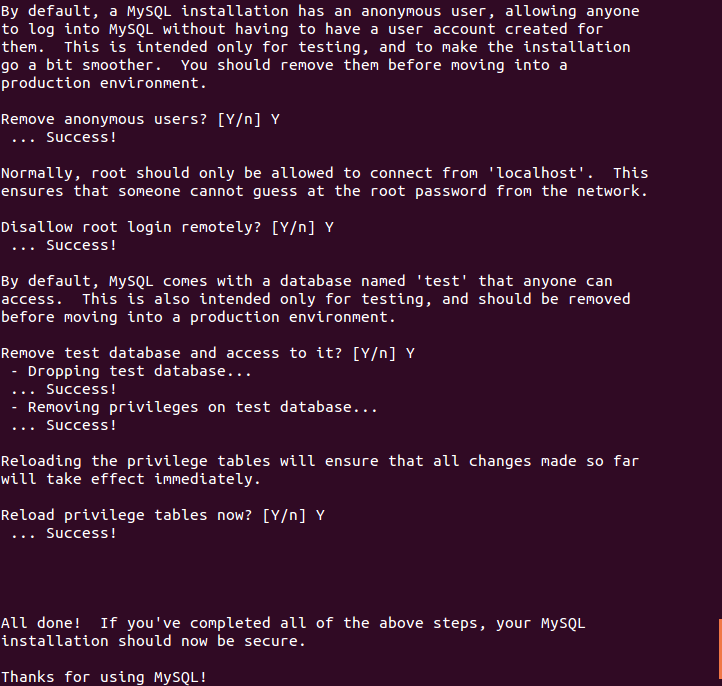 By default, a MySQL installation has an anonymous user, allowing anyone
to log into MySQL without having to have a user account created for
them.  This is intended only for testing, and to make the installation
go a bit smoother.  You should remove them before moving into a
production environment.
Remove anonymous users? [Y/n] Y
 ... Success!
Normally, root should only be allowed to connect from 'localhost'.  This
ensures that someone cannot guess at the root password from the network.
Disallow root login remotely? [Y/n] Y
 ... Success!
By default, MySQL comes with a database named 'test' that anyone can
access.  This is also intended only for testing, and should be removed
before moving into a production environment.
Remove test database and access to it? [Y/n] Y
 - Dropping test database...
 ... Success!
 - Removing privileges on test database...
 ... Success!
Reloading the privilege tables will ensure that all changes made so far
will take effect immediately.
Reload privilege tables now? [Y/n] Y
 ... Success!
All done!  If you've completed all of the above steps, your MySQL
installation should now be secure.
Thanks for using MySQL!